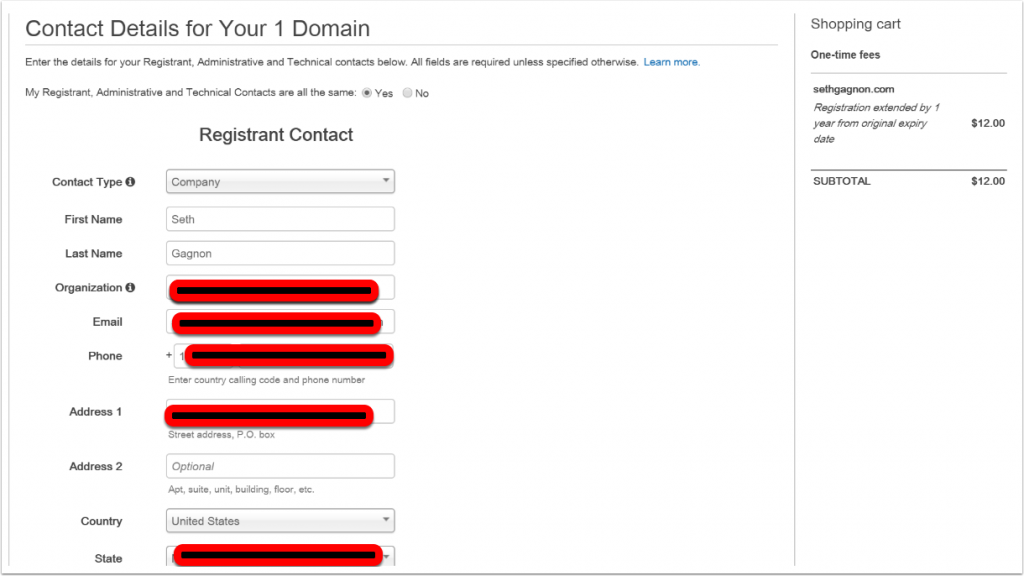 Contact Details for Your 1 Domain
Enter the details for your Registrant, Administrative and Technical contacts below. All fields are required unless specified otherwise. Learn more.
My Registrant, Administrative and Technical Contacts are all the same: Yes No
Registrant Contact
Contact Type Company
First Name Seth
Last Name Gagnon
Organization
Email
Phone + 1
Enter country calling code and phone number
Address 1
Street address, P.O. box
Address 2 Optional
Apt, suite, unit, building, floor, etc.
Country United States
State
Shopping cart
One-time fees
sethgagnon.com
Registration extended by 1
year from original expiry $12.00
date
SUBTOTAL $12.00